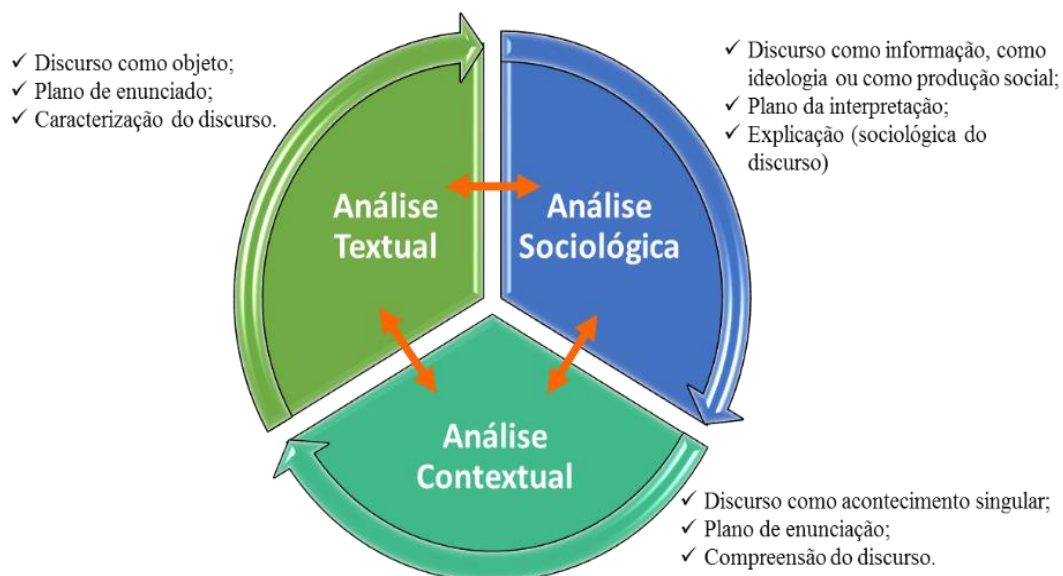 ✓ Discurso como objeto;
✓ Plano de enunciado;
✓ Caracterização do discurso.
✓ Discurso como informação, como
ideologia ou como produção social;
✓ Plano da interpretação;
✓ Explicação (sociológica do
discurso)
Análise
Textual
Análise
Sociológica
Análise
Contextual
✓ Discurso como acontecimento singular;
✓ Plano de enunciação;
✓ Compreensão do discurso.